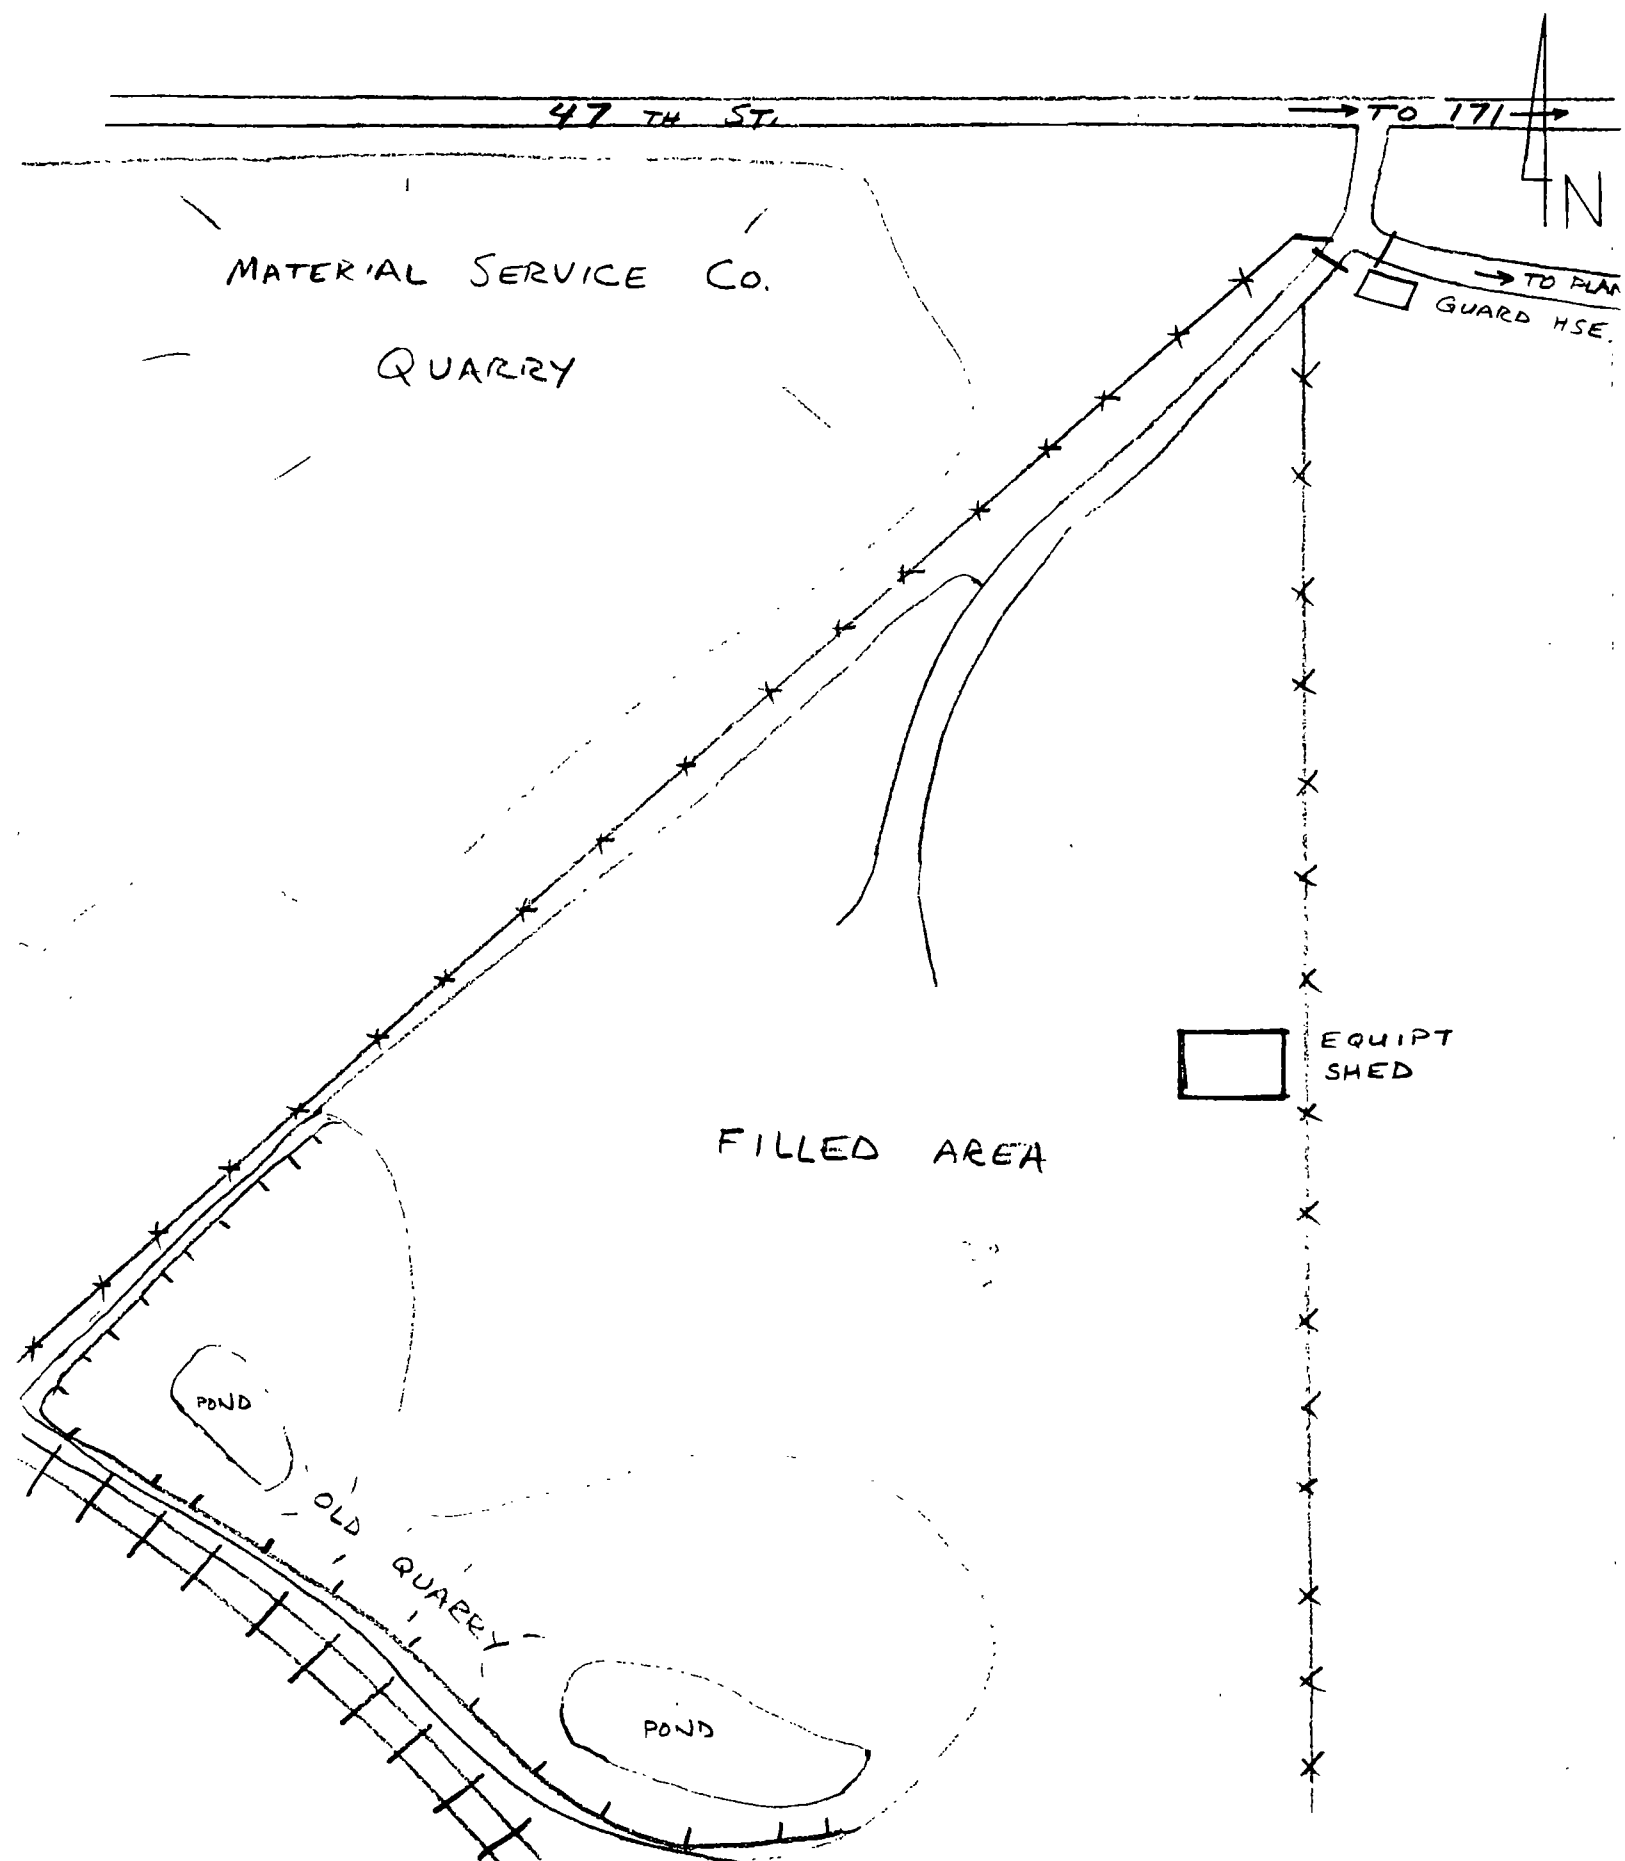 47 TH ST.
→ TO 171 →
N
MATERIAL SERVICE CO.
QUARRY
→ TO PLAN
GUARD HSE.
EQUIPT
SHED
FILLED AREA
POND
OLD QUARRY
POND